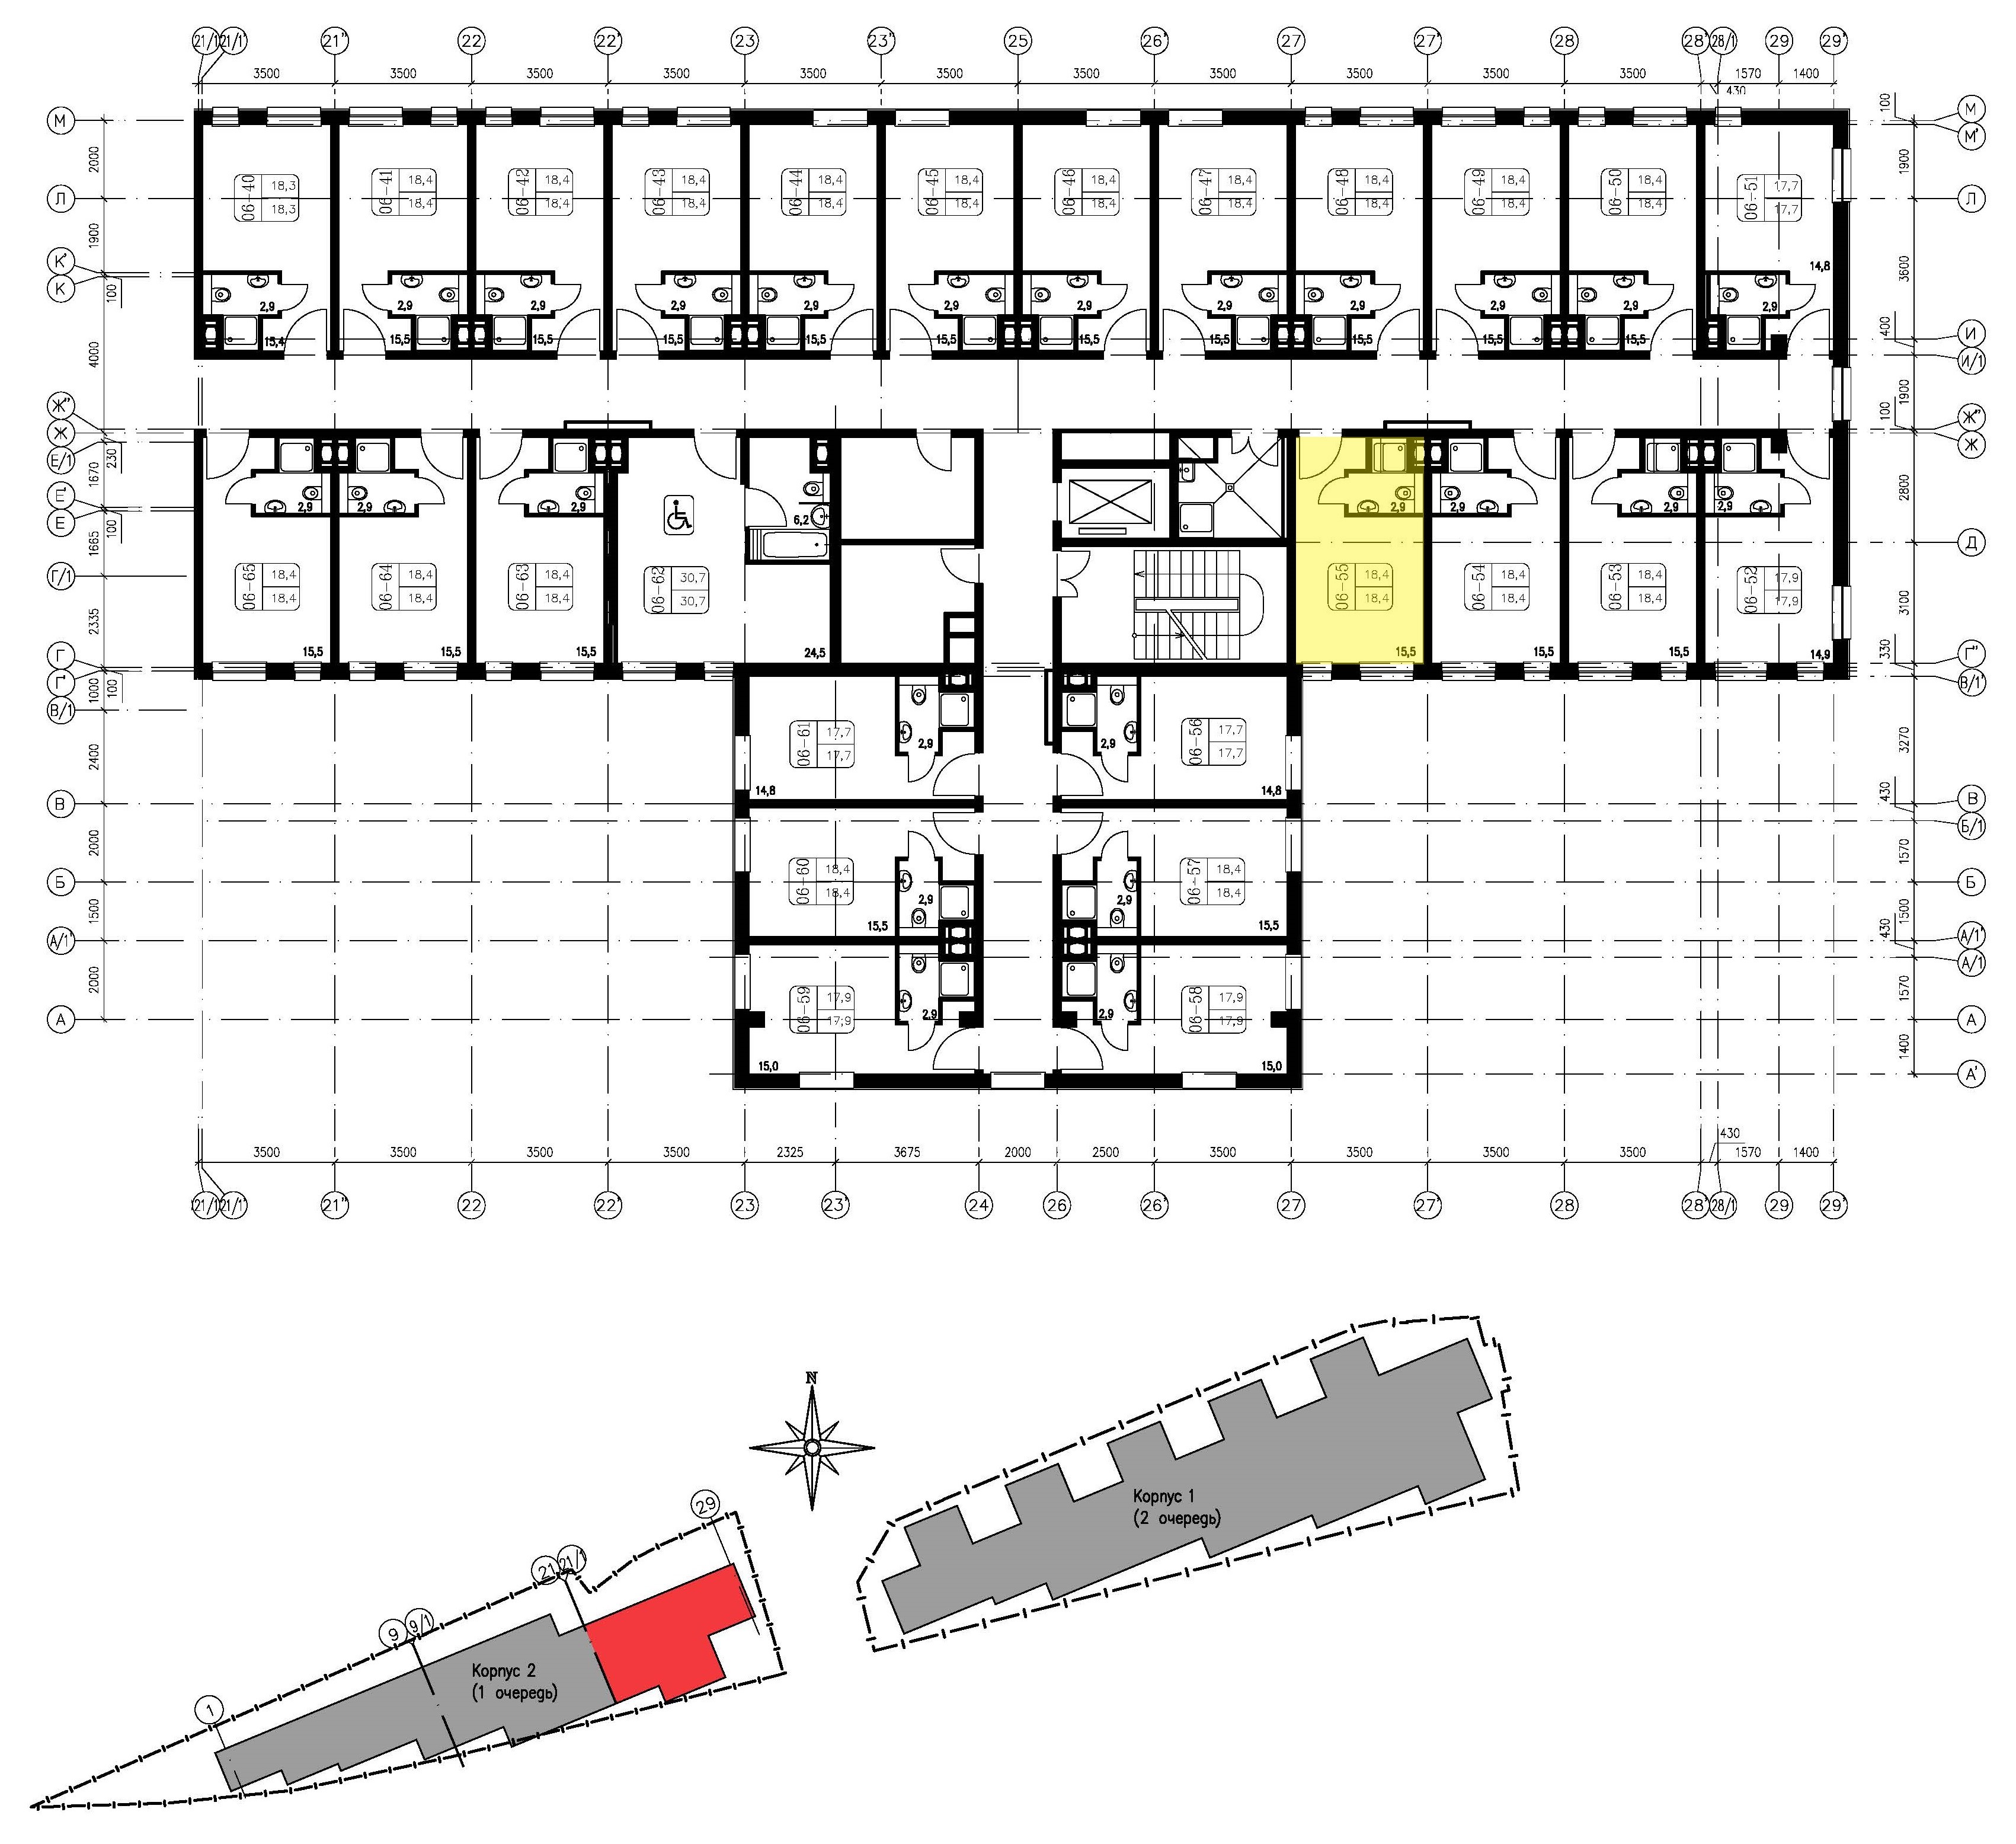 21/1 21/1' 21" 22 22' 23 23" 25 26' 27 27' 28 28' 28/1 29 29'
3500 3500 3500 3500 3500 3500 3500 3500 3500 3500 3500 1570 1400
430
М 100 М
М'
2000 1900
06-40 18,3 18,3
06-41 18,4 18,4
06-42 18,4 18,4
06-43 18,4 18,4
06-44 18,4 18,4
06-45 18,4 18,4
06-46 18,4 18,4
06-47 18,4 18,4
06-48 18,4 18,4
06-49 18,4 18,4
06-50 18,4 18,4
06-51 17,7 17,7
Л Л
1900 3600
К' 14,8
К 100
2,9 2,9 2,9 2,9 2,9 2,9 2,9 2,9 2,9 2,9 2,9 2,9
15,4 15,5 15,5 15,5 15,5 15,5 15,5 15,5 15,5 15,5 15,5
400 И
И/1
4000 1900
Ж" 100 Ж"
Ж Ж
Е/1 230
1670 2800
Е'
Е 100
2,9 2,9 2,9 6,2 2,9 2,9 2,9 2,9
1665 Д
Г/1
06-65 18,4 18,4
06-64 18,4 18,4
06-63 18,4 18,4
06-62 30,7 30,7
06-55 18,4 18,4
06-54 18,4 18,4
06-53 18,4 18,4
06-52 17,9 17,9
2335 3100
15,5 15,5 15,5 24,5 15,5 15,5 15,5 14,9
Г 330 Г"
Г' В/1'
1000 100
В/1
06-61 17,7 17,7
06-56 17,7 17,7
2,9 2,9
2400 3270
14,8 14,8
В 430 В
Б/1
2000 1570
06-60 18,4 18,4
06-57 18,4 18,4
Б Б
2,9 2,9
1500 1500
15,5 15,5
А/1' 430 А/1'
А/1
2000 1570
06-59 17,9 17,9
06-58 17,9 17,9
2,9 2,9
А А
1400
15,0 15,0
А'
430
3500 3500 3500 3500 2325 3675 2000 2500 3500 3500 3500 3500 1570 1400
21/1 21/1' 21" 22 22' 23 23' 24 26 26' 27 27' 28 28' 28/1 29 29'
N
Корпус 1
(2 очередь)
29
21 21/1
9 9/1
Корпус 2
(1 очередь)
1